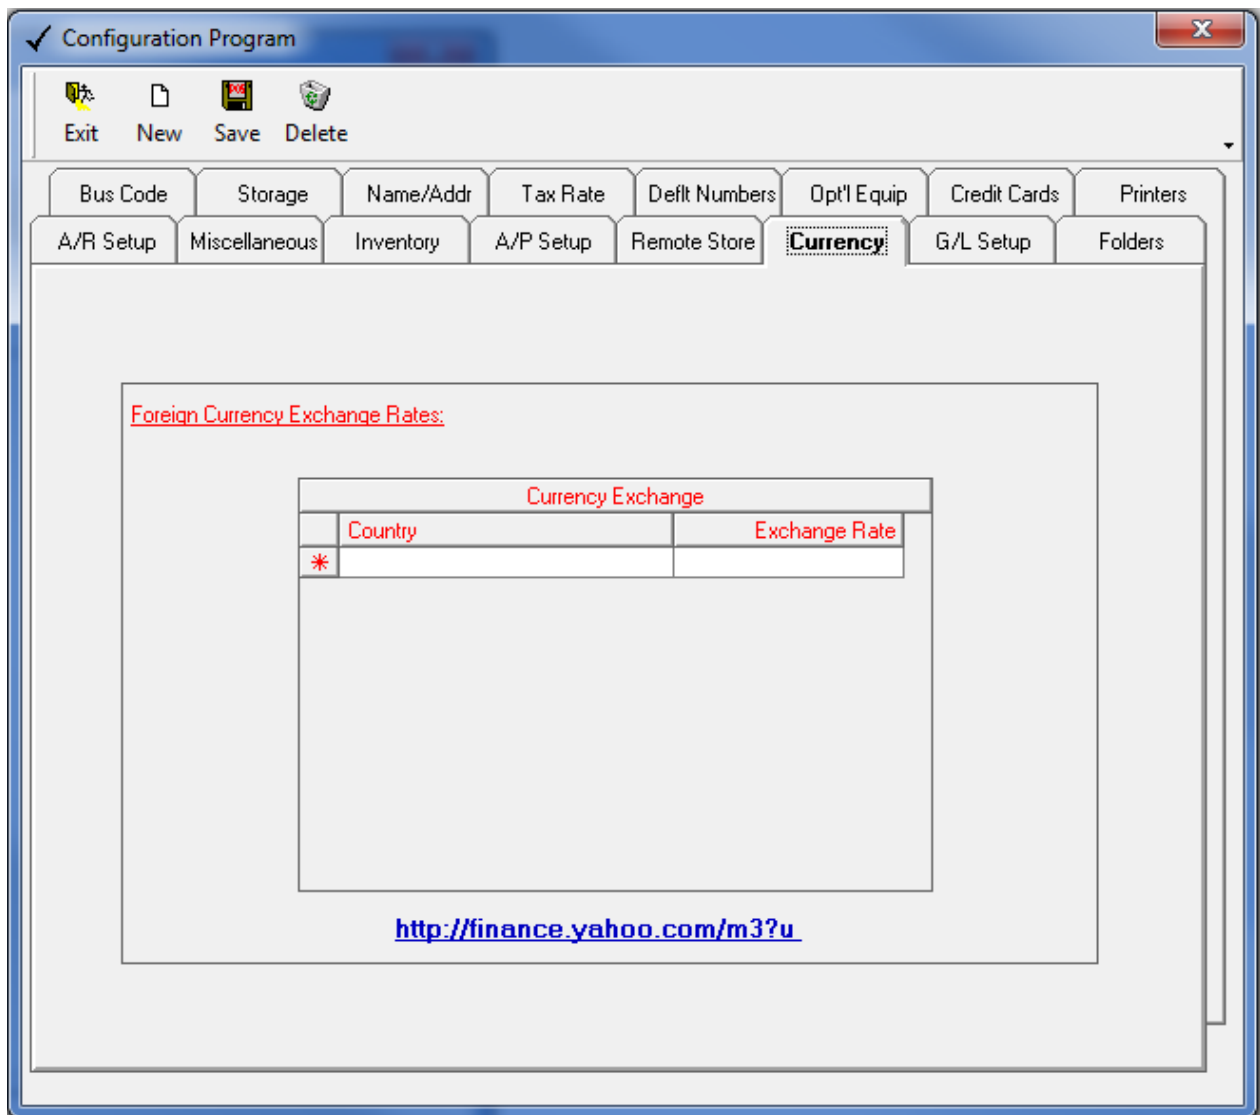 Configuration Program
Exit New Save Delete
Bus Code Storage Name/Addr Tax Rate Deflt Numbers Opt'l Equip Credit Cards Printers
A/R Setup Miscellaneous Inventory A/P Setup Remote Store Currency G/L Setup Folders
Foreign Currency Exchange Rates:
Currency Exchange
Country Exchange Rate
http://finance.yahoo.com/m3?u